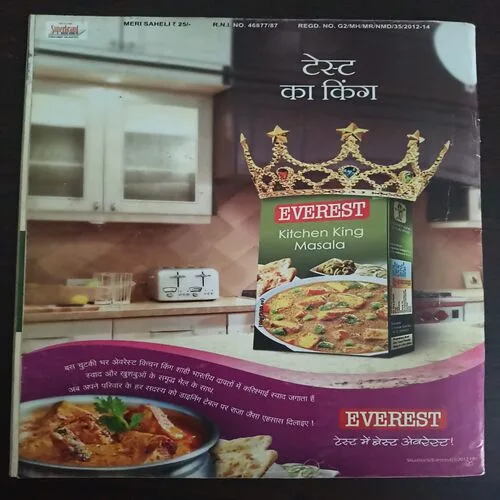 Superbrand
MERI SAHELI ₹ 25/- R.N.I. NO. 46877/87 REGD. NO. G2/MH/MR/NMD/35/2012-14
टेस्ट
का किंग
EVEREST
Kitchen King
Masala
बस चुटकी भर एवरेस्ट किचन किंग शाही भारतीय दावतों में करिश्माई स्वाद जगाता है
स्वाद और खुशबुओं के समृद्ध मेल के साथ.
अब अपने परिवार के हर सदस्य को डाइनिंग टेबल पर राजा जैसा एहसास दिलाइए !
EVEREST
टेस्ट में बेस्ट एवरेस्ट!